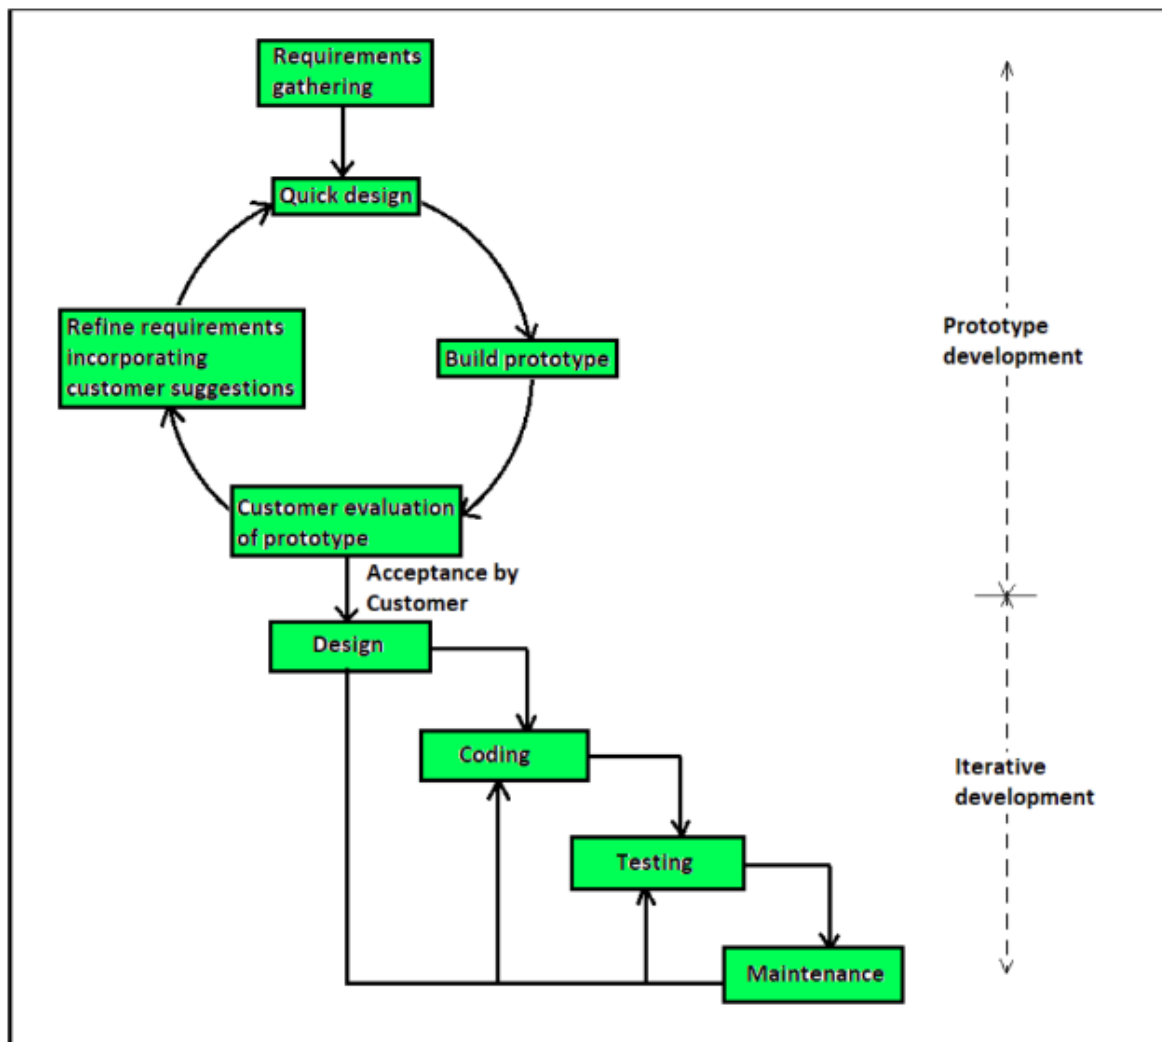 Requirements
gathering
Quick design
Refine requirements
incorporating
customer suggestions
Build prototype
Prototype
development
Customer evaluation
of prototype
Acceptance by
Customer
Design
Coding
Iterative
development
Testing
Maintenance